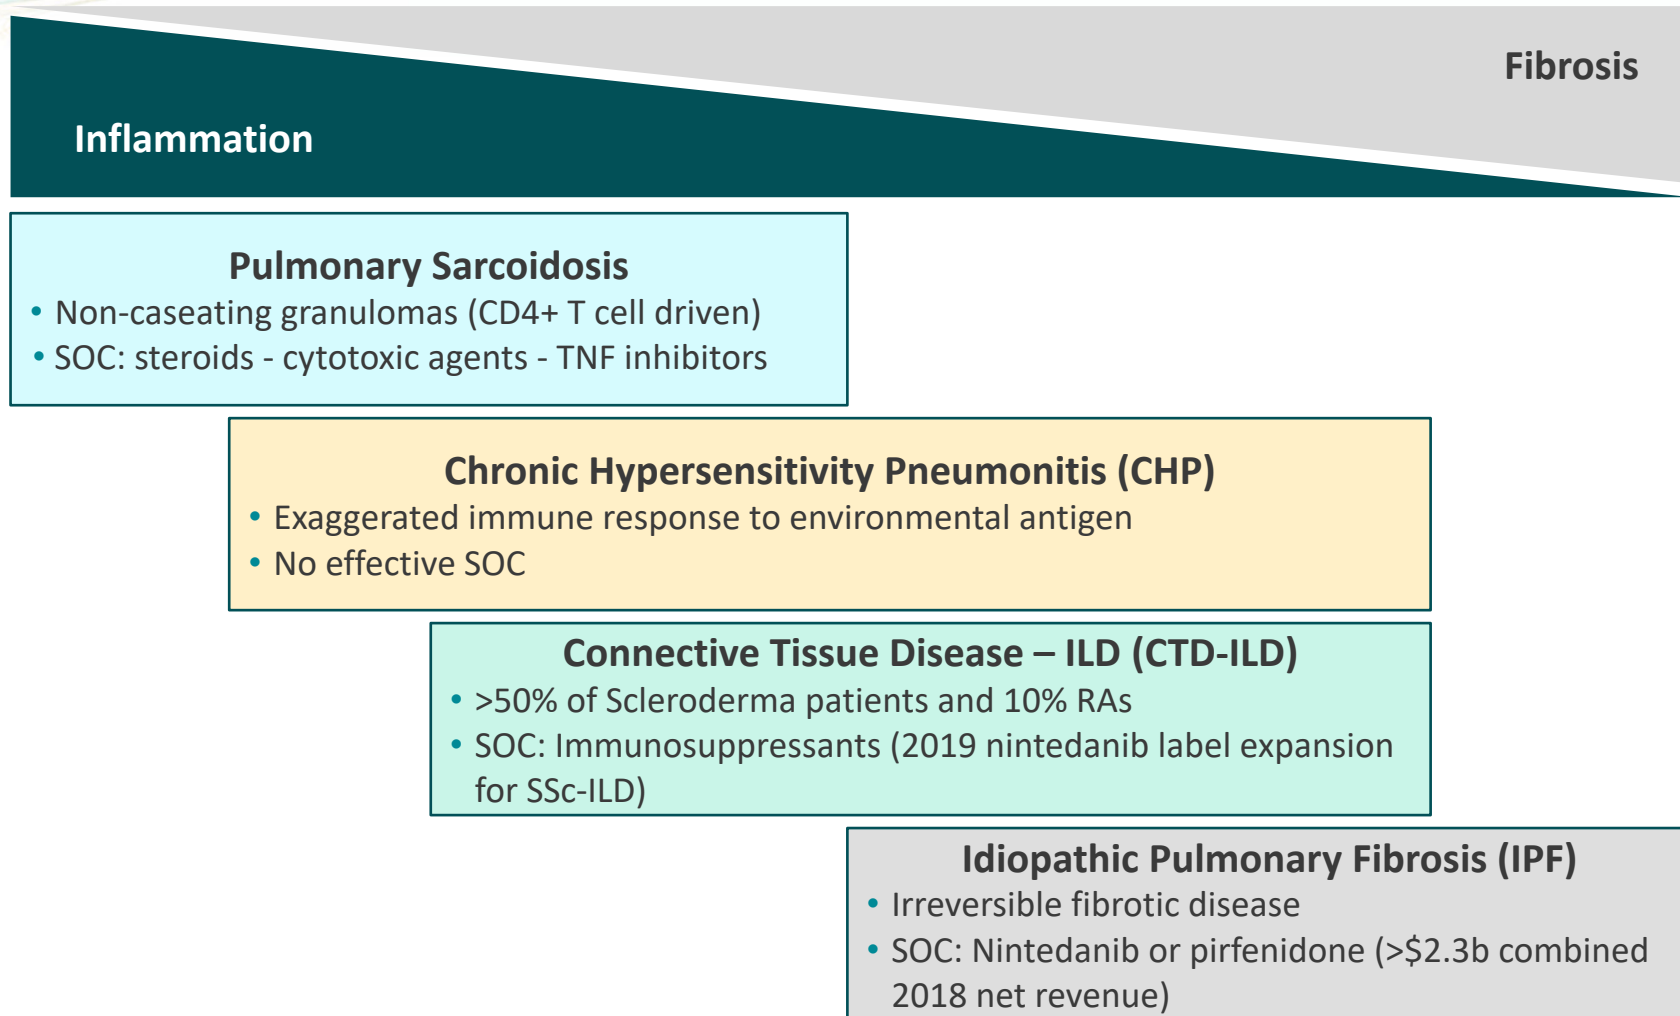 Fibrosis
Inflammation
Pulmonary Sarcoidosis
• Non-caseating granulomas (CD4+ T cell driven)
• SOC: steroids - cytotoxic agents - TNF inhibitors
Chronic Hypersensitivity Pneumonitis (CHP)
• Exaggerated immune response to environmental antigen
• No effective SOC
Connective Tissue Disease – ILD (CTD-ILD)
• >50% of Scleroderma patients and 10% RAs
• SOC: Immunosuppressants (2019 nintedanib label expansion
for SSc-ILD)
Idiopathic Pulmonary Fibrosis (IPF)
• Irreversible fibrotic disease
• SOC: Nintedanib or pirfenidone (>$2.3b combined
2018 net revenue)